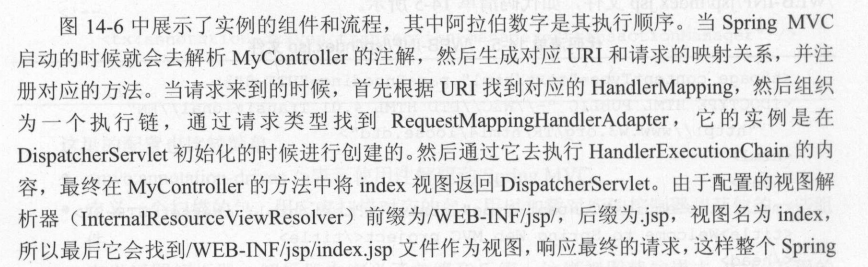 图 14-6 中展示了实例的组件和流程，其中阿拉伯数字是其执行顺序。当 Spring MVC
启动的时候就会去解析 MyController 的注解，然后生成对应 URI 和请求的映射关系，并注
册对应的方法。当请求来到的时候，首先根据 URI 找到对应的 HandlerMapping，然后组织
为一个执行链，通过请求类型找到 RequestMappingHandlerAdapter，它的实例是在
DispatcherServlet 初始化的时候进行创建的。然后通过它去执行 HandlerExecutionChain 的内
容，最终在 MyController 的方法中将 index 视图返回 DispatcherServlet。由于配置的视图解
析器（InternalResourceViewResolver）前缀为/WEB-INF/jsp/，后缀为.jsp，视图名为 index，
所以最后它会找到/WEB-INF/jsp/index.jsp 文件作为视图，响应最终的请求，这样整个 Spring